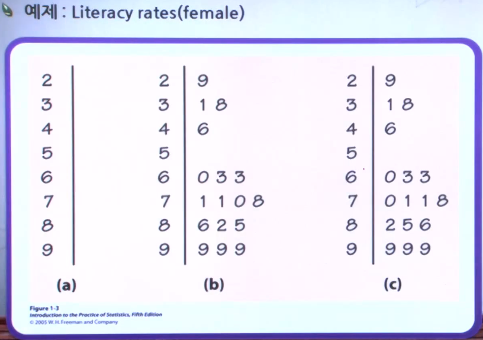 예제 : Literacy rates(female)
2 2 9 2 9
3 3 1 8 3 1 8
4 4 6 4 6
5 5 5
6 6 0 3 3 6 0 3 3
7 7 1 1 0 8 7 0 1 1 8
8 8 6 2 5 8 2 5 6
9 9 9 9 9 9 9 9 9
(a) (b) (c)
Figure 1-3
Introduction to the Practice of Statistics, Fifth Edition
© 2005 W.H. Freeman and Company